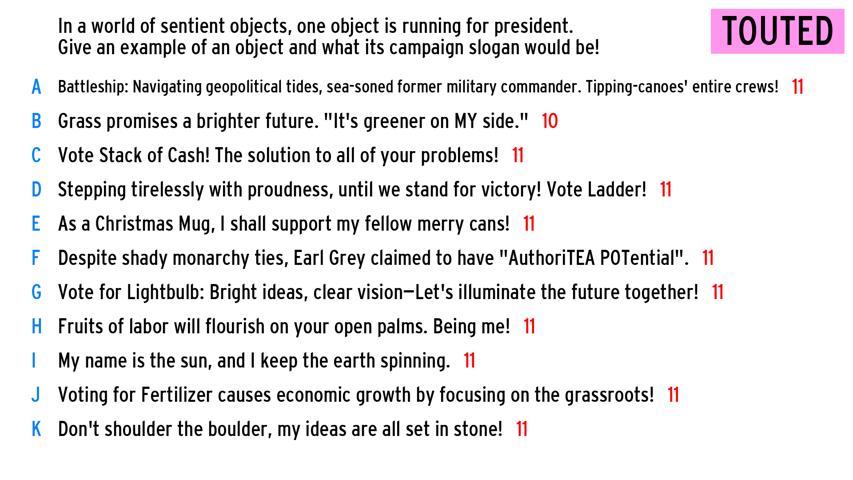 In a world of sentient objects, one object is running for president.
Give an example of an object and what its campaign slogan would be!
TOUTED
A Battleship: Navigating geopolitical tides, sea-soned former military commander. Tipping-canoes' entire crews! 11
B Grass promises a brighter future. "It's greener on MY side." 10
C Vote Stack of Cash! The solution to all of your problems! 11
D Stepping tirelessly with proudness, until we stand for victory! Vote Ladder! 11
E As a Christmas Mug, I shall support my fellow merry cans! 11
F Despite shady monarchy ties, Earl Grey claimed to have "AuthoriTEA POTential". 11
G Vote for Lightbulb: Bright ideas, clear vision—Let's illuminate the future together! 11
H Fruits of labor will flourish on your open palms. Being me! 11
I My name is the sun, and I keep the earth spinning. 11
J Voting for Fertilizer causes economic growth by focusing on the grassroots! 11
K Don't shoulder the boulder, my ideas are all set in stone! 11